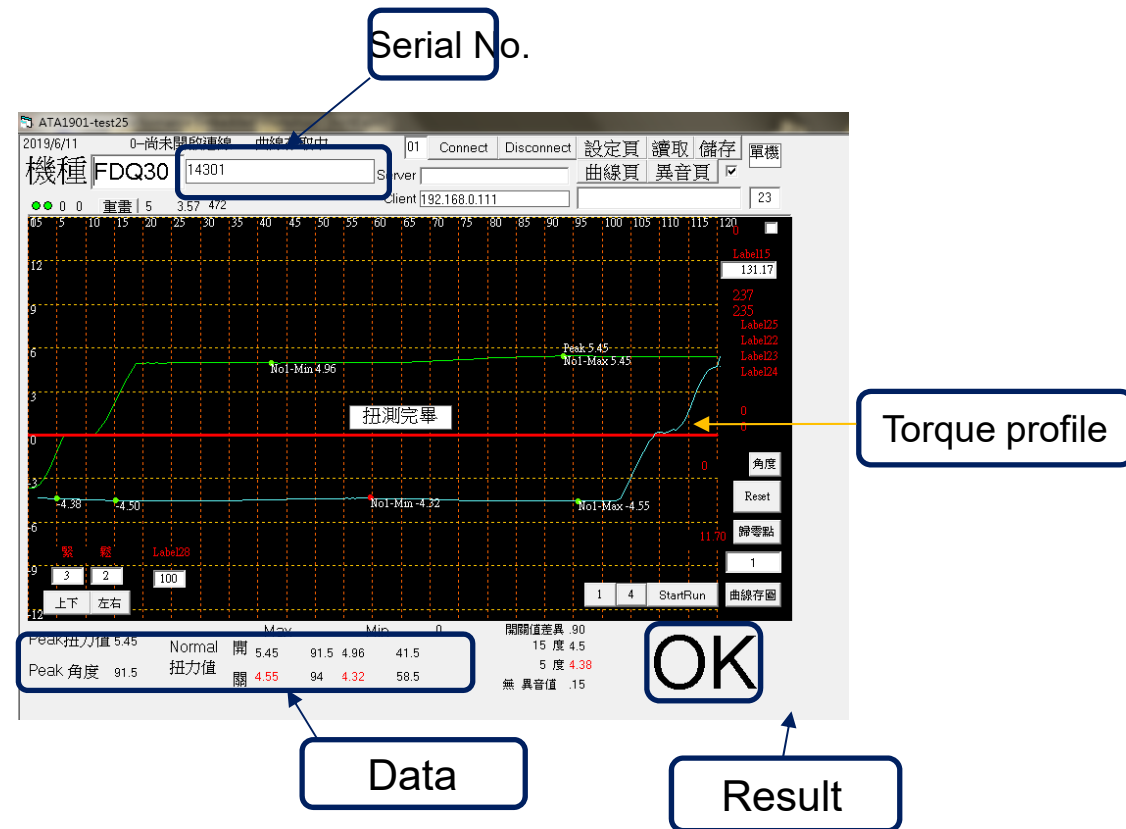 Serial No.
ATA1901-test25
2019/6/11 0-尚未開啟連線 曲線存取中 01 Connect Disconnect 設定頁 讀取 儲存 單機
機種 FDQ30 14301 Server 曲線頁 異音頁
0 0 重畫 5 3.57 472 Client 192.168.0.111 23
05 5 10 15 20 25 30 35 40 45 50 55 60 65 70 75 80 85 90 95 100 105 110 115 120 0
Label15
12 131.17
237
9 235
Label25
Label22
6 Peak 5.45 Label23
No1-Min 4.96 No1-Max 5.45 Label24
3
扭測完畢 0
0 0
Torque profile
0 角度
-3
-4.38 -4.50 No1-Min -4.32 No1-Max -4.55 Reset
-6
11.70 歸零點
緊 鬆 Label28
-9 3 2 100 1
上下 左右 1 4 StartRun 曲線存圖
-12
Max Min 0 開關值差異 .90
Peak扭力值 5.45 Normal 開 5.45 91.5 4.96 41.5 15 度 4.5
Peak 角度 91.5 扭力值 關 4.55 94 4.32 58.5 5 度 4.38
無 異音值 .15
OK
Data
Result